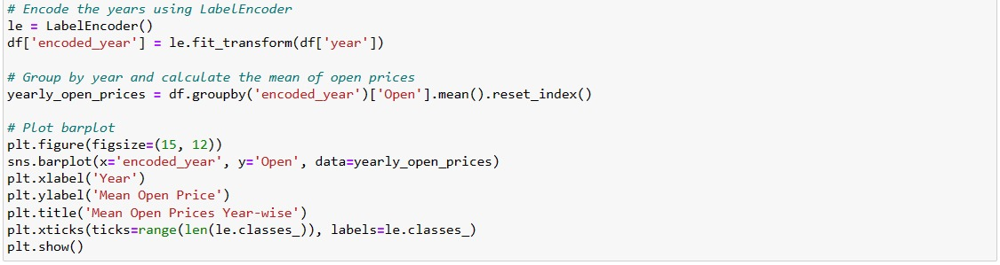 # Encode the years using LabelEncoder
le = LabelEncoder()
df['encoded_year'] = le.fit_transform(df['year'])

# Group by year and calculate the mean of open prices
yearly_open_prices = df.groupby('encoded_year')['Open'].mean().reset_index()

# Plot barplot
plt.figure(figsize=(15, 12))
sns.barplot(x='encoded_year', y='Open', data=yearly_open_prices)
plt.xlabel('Year')
plt.ylabel('Mean Open Price')
plt.title('Mean Open Prices Year-wise')
plt.xticks(ticks=range(len(le.classes_)), labels=le.classes_)
plt.show()